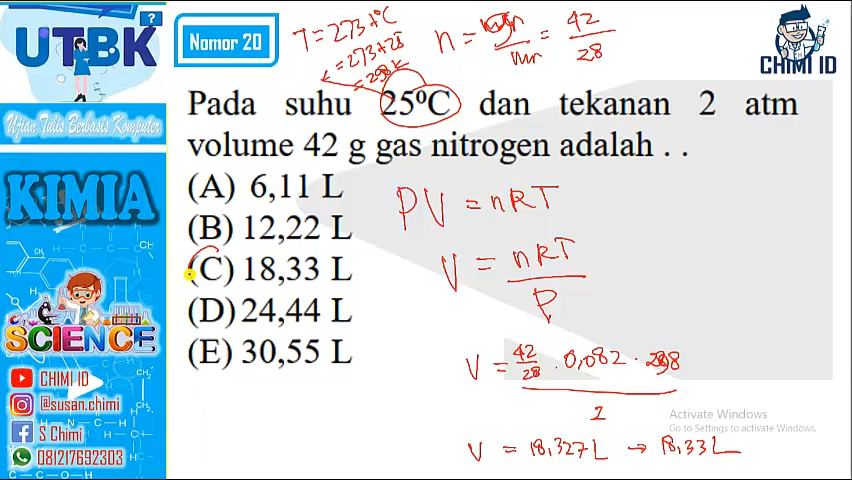 UTBK
?
Ujian Tulis Berbasis Komputer
Nomor 20
T = 273 + °C
= 273 + 25
= 298 K
n = gr/Mr = 42/28
CHIMI ID
Pada suhu 25⁰C dan tekanan 2 atm
volume 42 g gas nitrogen adalah . .
(A) 6,11 L
(B) 12,22 L
(C) 18,33 L
(D) 24,44 L
(E) 30,55 L
PV = nRT
V = nRT/P
V = 42/28 . 0,082 . 298
2
V = 18,327 L → 18,33 L
KIMIA
SCIENCE
CHIMI ID
@susan.chimi
S Chimi
081217692303
Activate Windows
Go to Settings to activate Windows.